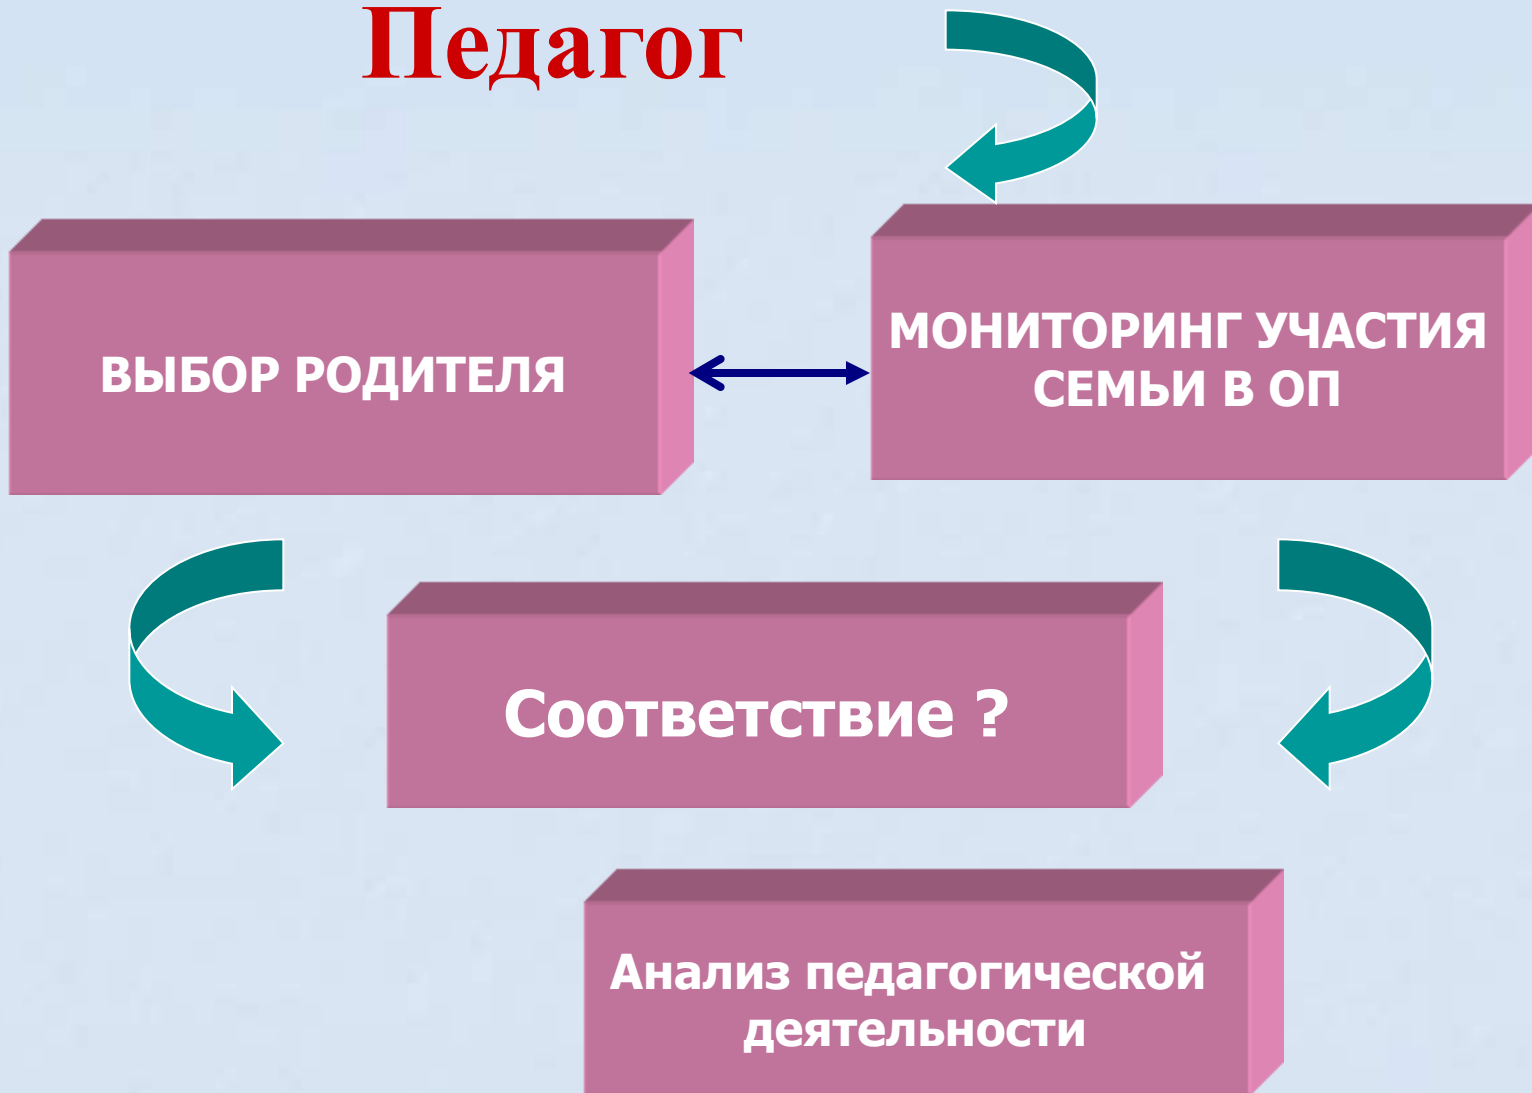 Педагог
ВЫБОР РОДИТЕЛЯ
МОНИТОРИНГ УЧАСТИЯ
СЕМЬИ В ОП
Соответствие ?
Анализ педагогической
деятельности